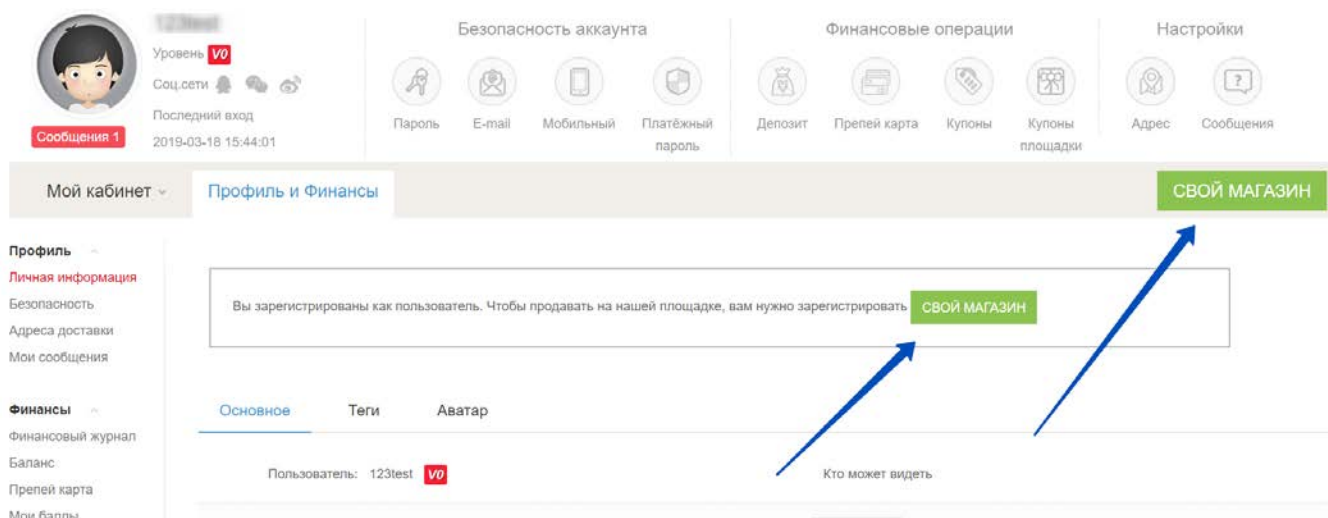 Уровень V0
Соц.сети
Последний вход
2019-03-18 15:44:01
Сообщения 1
Безопасность аккаунта
Пароль
E-mail
Мобильный
Платёжный
пароль
Финансовые операции
Депозит
Препей карта
Купоны
Купоны
площадки
Настройки
Адрес
Сообщения
Мой кабинет
Профиль и Финансы
СВОЙ МАГАЗИН
Профиль
Личная информация
Безопасность
Адреса доставки
Мои сообщения
Финансы
Финансовый журнал
Баланс
Препей карта
Мои баллы
Вы зарегистрированы как пользователь. Чтобы продавать на нашей площадке, вам нужно зарегистрировать СВОЙ МАГАЗИН
Основное Теги Аватар
Пользователь: 123test V0 Кто может видеть